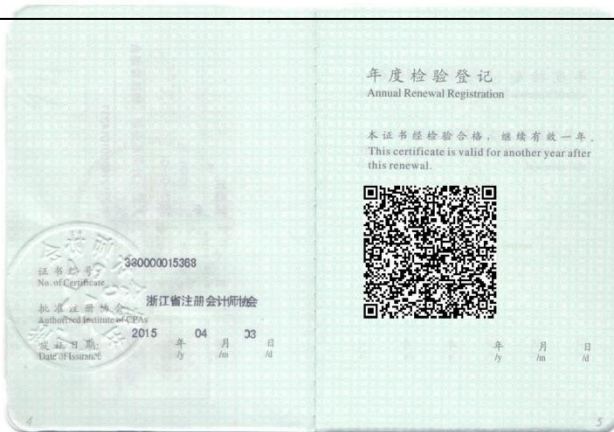 证书编号:
No. of Certificate
330000015368
批准注册协会:
Authorized Institute of CPAs
浙江省注册会计师协会
发证日期:
Date of Issuance
2015 年 04 月 03 日
/y /m /d
4
年度检验登记
Annual Renewal Registration
本证书经检验合格，继续有效一年。
This certificate is valid for another year after
this renewal.
年 月 日
/y /m /d
5